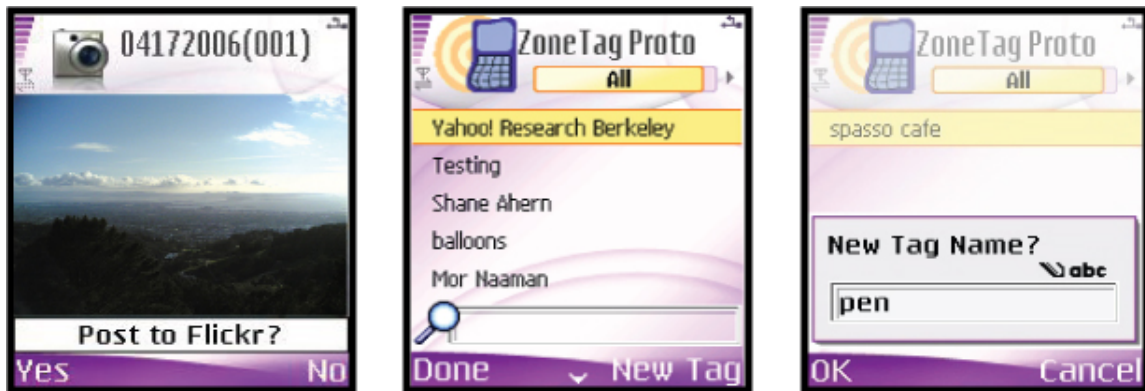 04172006(001)
Post to Flickr?
Yes No
ZoneTag Proto
All
Yahoo! Research Berkeley
Testing
Shane Ahern
balloons
Mor Naaman
Done New Tag
ZoneTag Proto
All
spasso cafe
New Tag Name?
abc
pen
OK Cancel